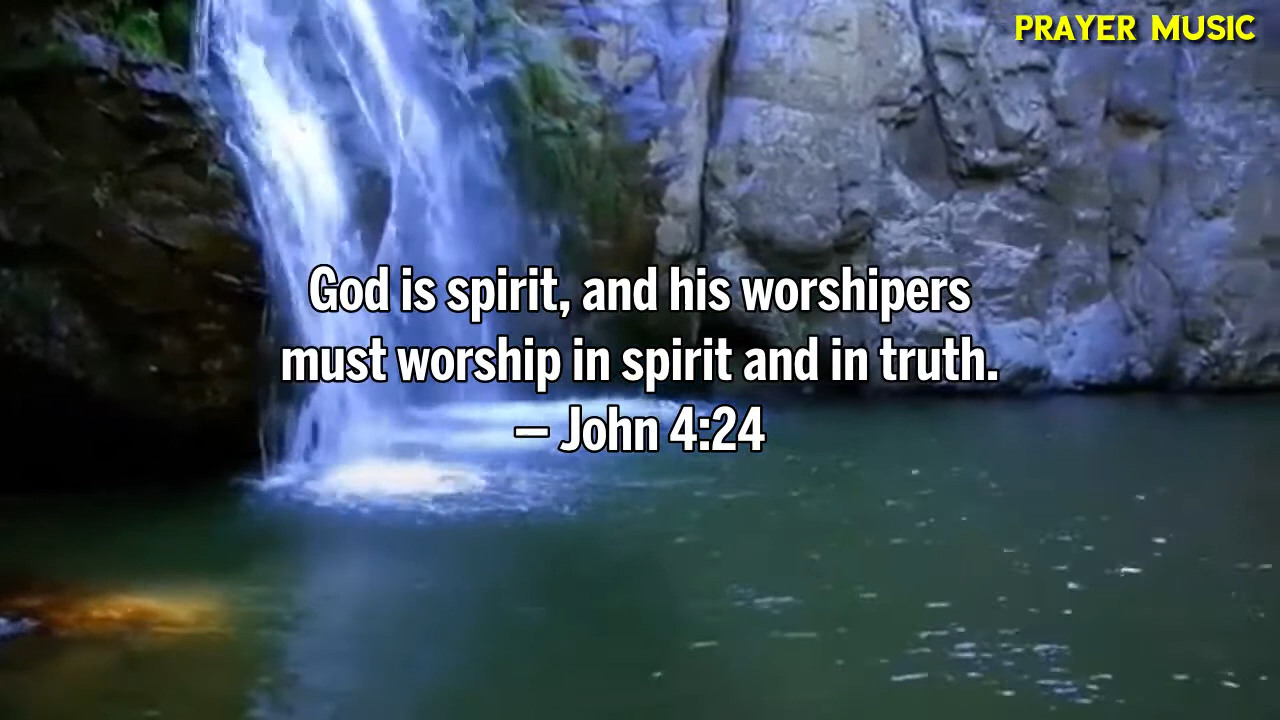 PRAYER MUSIC
God is spirit, and his worshipers
must worship in spirit and in truth.
– John 4:24